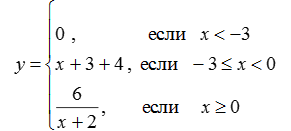 0 , если x < −3
y = x + 3 + 4 , если − 3 ≤ x < 0
6
x + 2 , если x ≥ 0